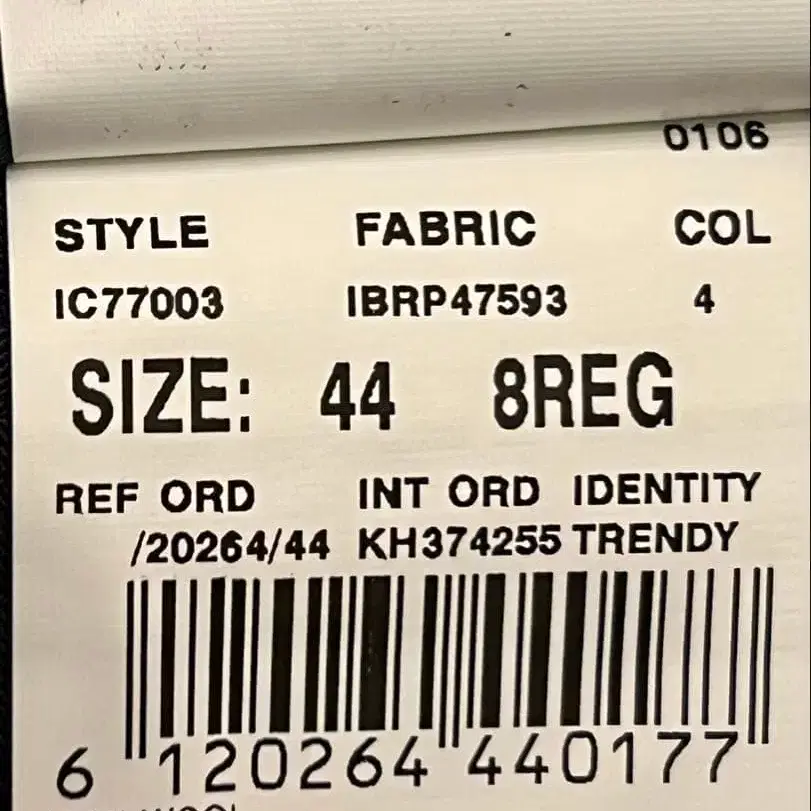 0106
STYLE FABRIC COL
IC77003 IBRP47593 4
SIZE: 44 8REG
REF ORD INT ORD IDENTITY
/20264/44 KH374255 TRENDY
6 120264 440177